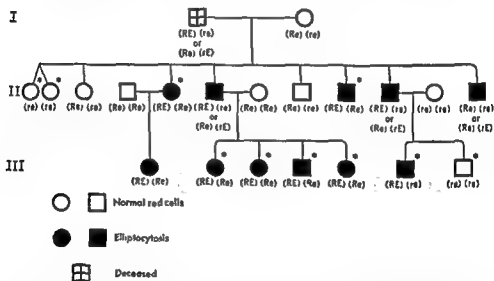 I
(RE) (re) (Re) (re)
or
(Re) (rE)
II
(re) (re) (Re) (re) (Re) (Re) (RE) (Re) (RE) (re) (Re) (Re) (Re) (re) (RE) (Re) (RE) (re) (re) (re)
or or or
(Re) (rE) (Re) (rE) (Re) (rE)
III
(RE) (Re) (RE) (Re) (RE) (Re) (RE) (Re) (RE) (Re) (RE) (re) (re) (re)
Normal red cells
Elliptocytosis
Deceased